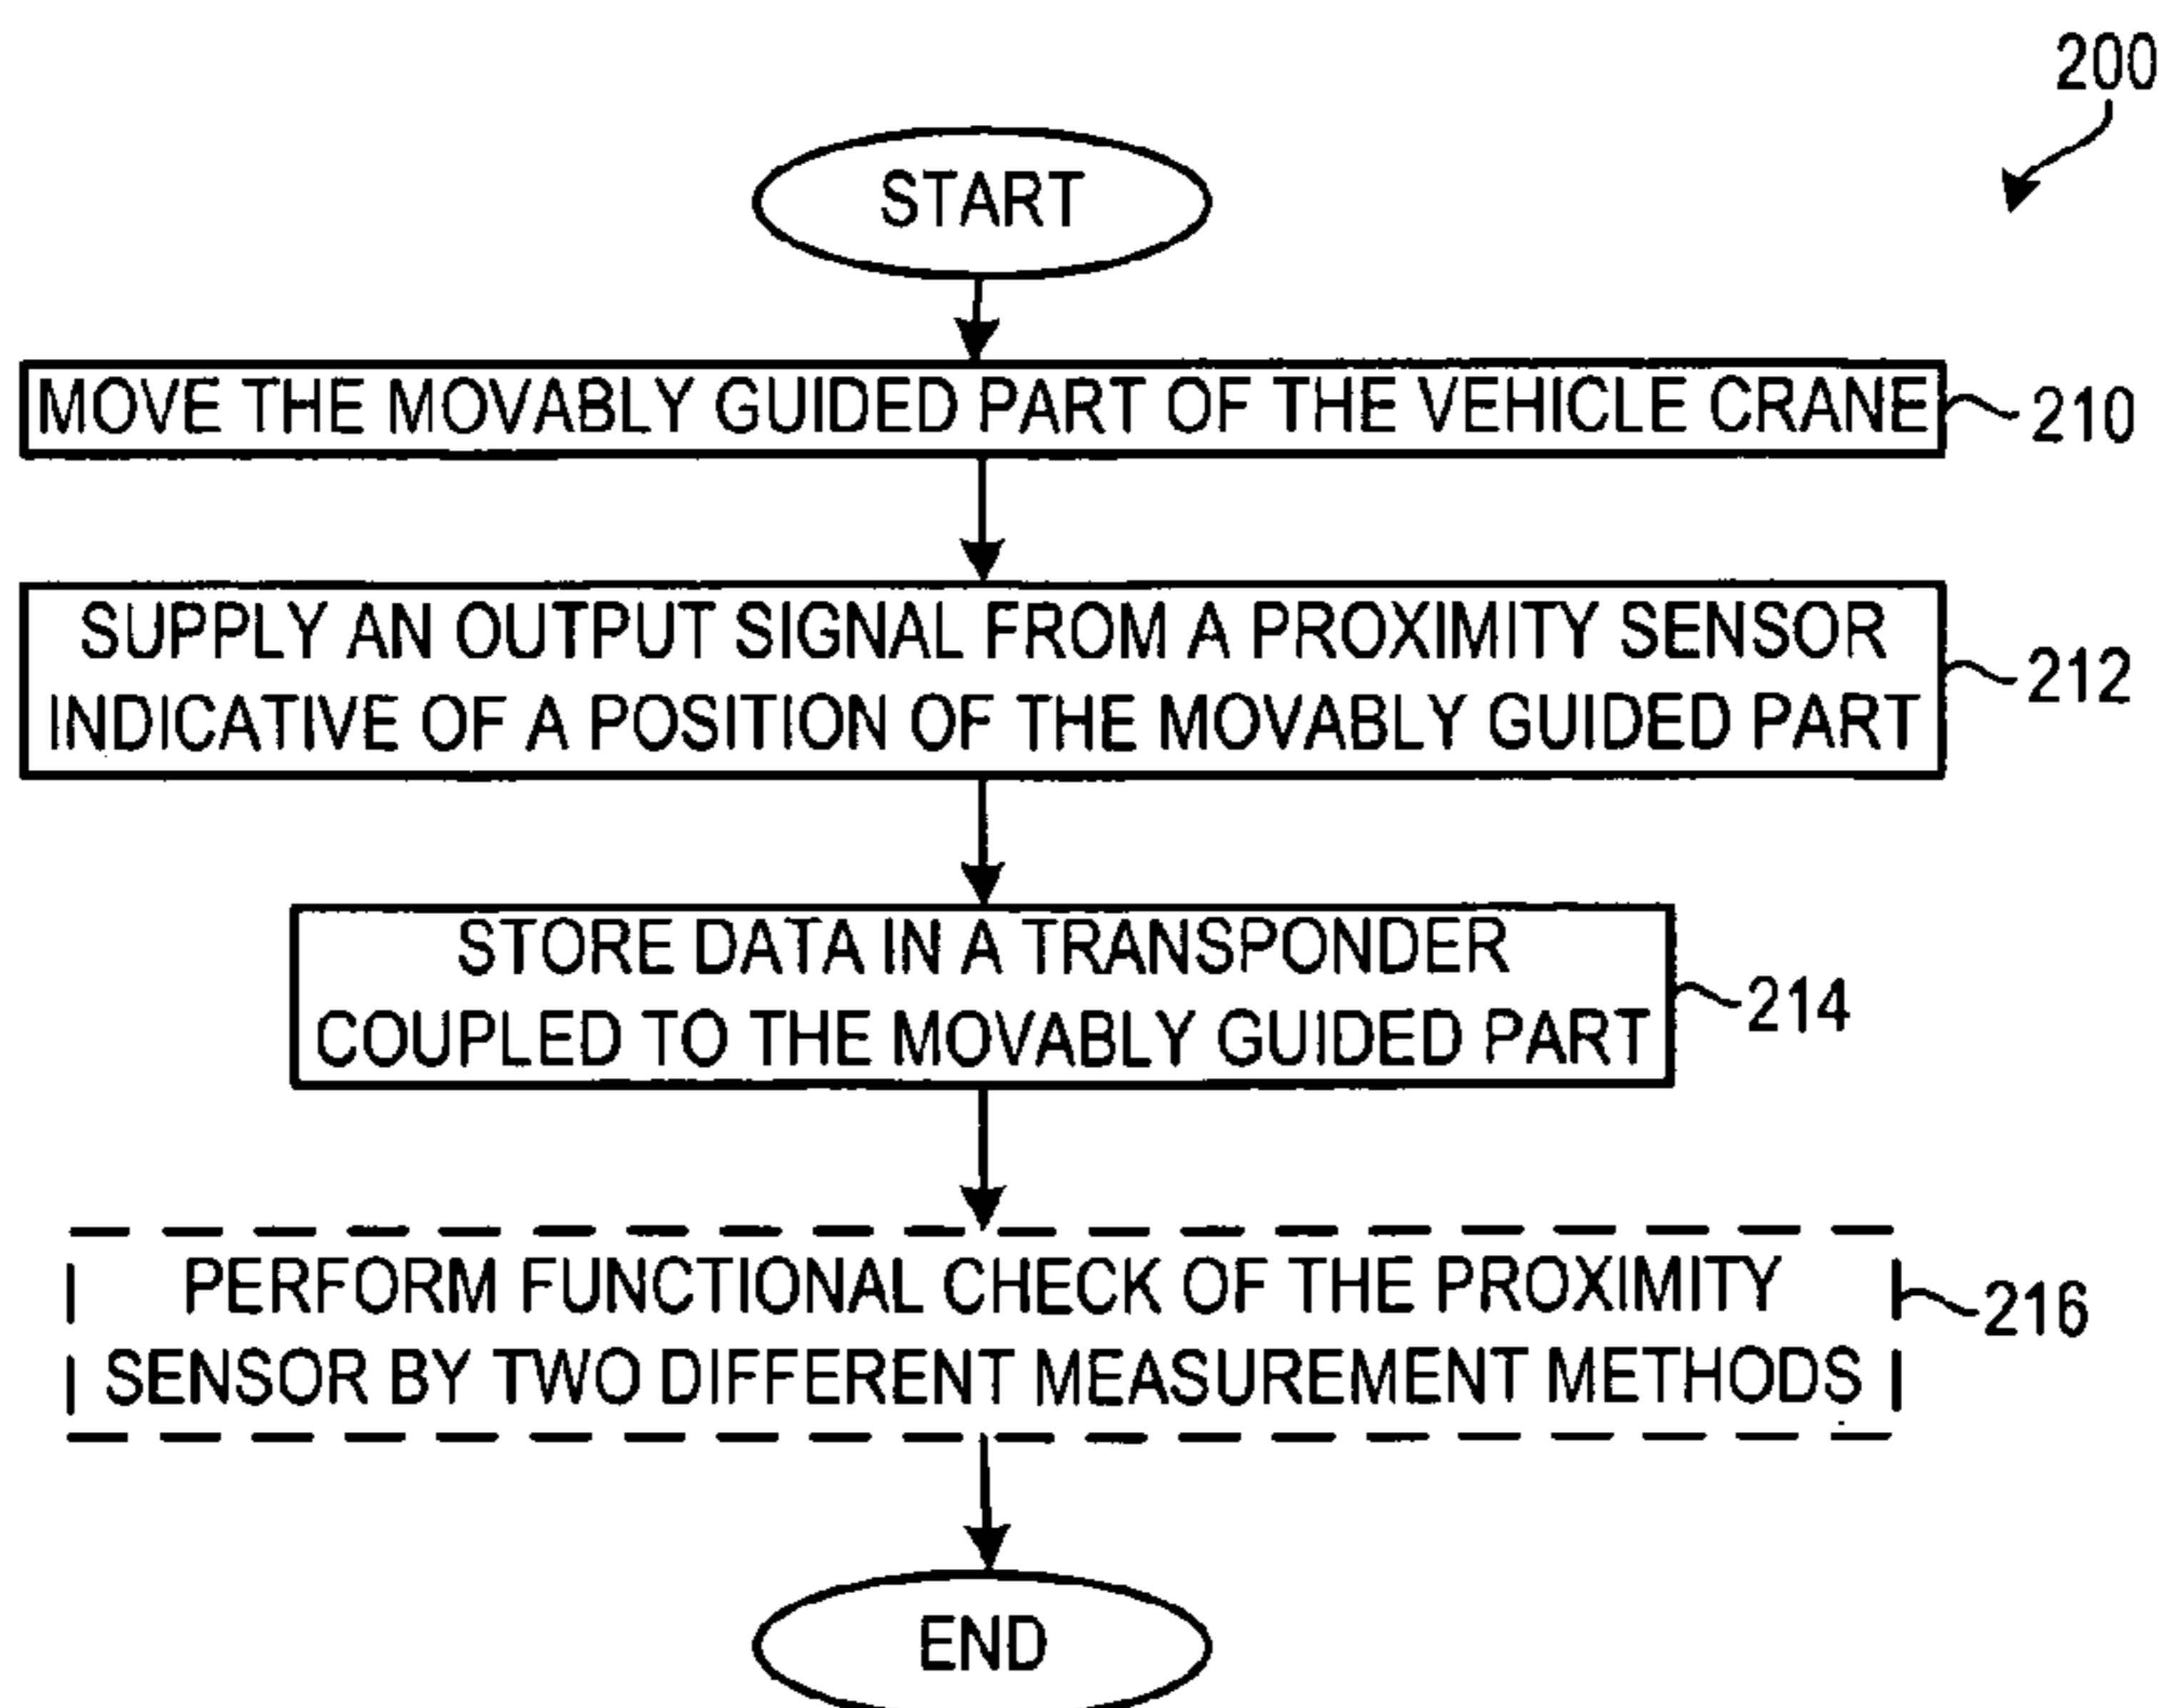 200
START
MOVE THE MOVABLY GUIDED PART OF THE VEHICLE CRANE
210
SUPPLY AN OUTPUT SIGNAL FROM A PROXIMITY SENSOR
INDICATIVE OF A POSITION OF THE MOVABLY GUIDED PART
212
STORE DATA IN A TRANSPONDER
COUPLED TO THE MOVABLY GUIDED PART
214
PERFORM FUNCTIONAL CHECK OF THE PROXIMITY
SENSOR BY TWO DIFFERENT MEASUREMENT METHODS
216
END